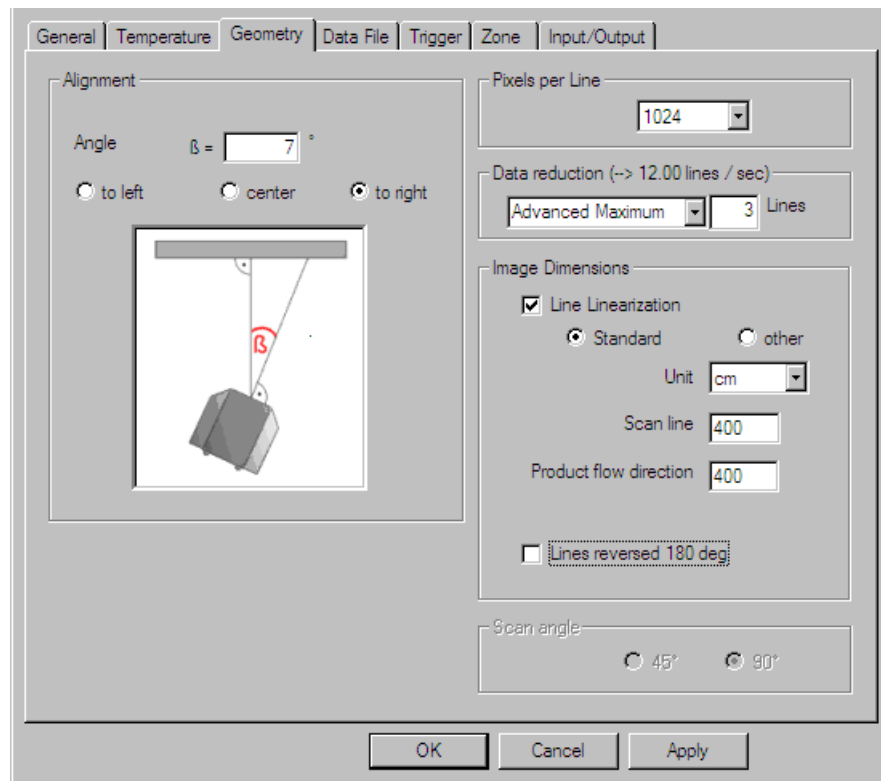 General Temperature Geometry Data File Trigger Zone Input/Output
Alignment
Angle ß = 7 °
to left center to right
ß
Pixels per Line
1024
Data reduction (--> 12.00 lines / sec)
Advanced Maximum 3 Lines
Image Dimensions
Line Linearization
Standard other
Unit cm
Scan line 400
Product flow direction 400
Lines reversed 180 deg
Scan angle
45° 90°
OK Cancel Apply